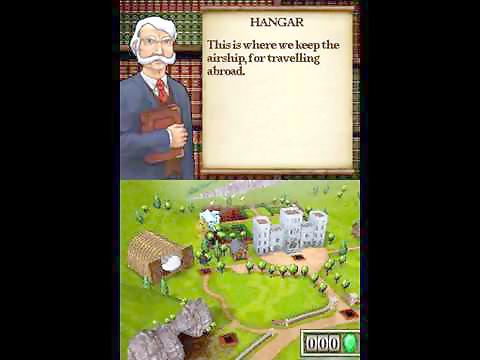 HANGAR
This is where we keep the
airship, for travelling
abroad.
000